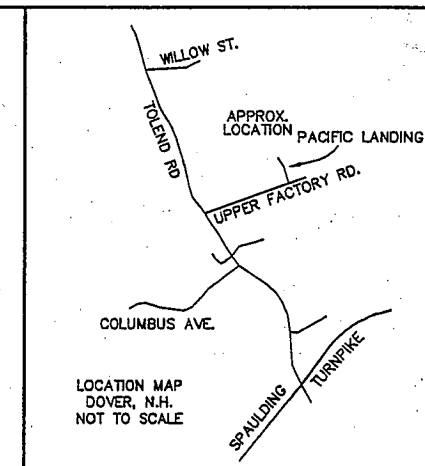 WILLOW ST.
TOLEND RD
APPROX.
LOCATION
PACIFIC LANDING
UPPER FACTORY RD.
COLUMBUS AVE.
LOCATION MAP
DOVER, N.H.
NOT TO SCALE
SPAULDING
TURNPIKE